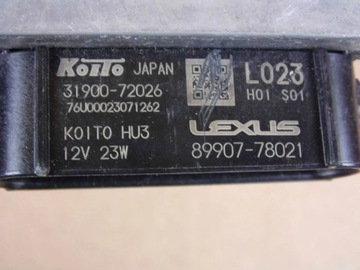 KOITO JAPAN
L023
31900-72026
H01 S01
76U00023071262
KOITO HU3
LEXUS
12V 23W
89907-78021